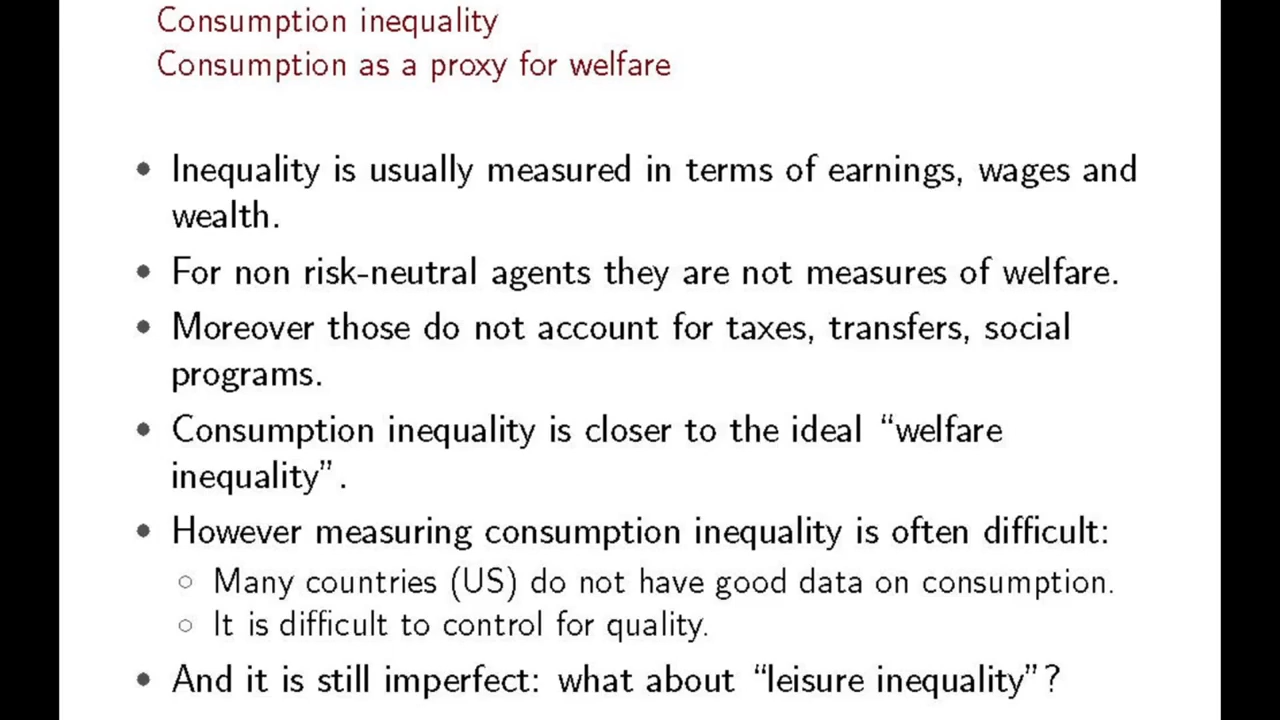 Consumption inequality
Consumption as a proxy for welfare
• Inequality is usually measured in terms of earnings, wages and
wealth.
• For non risk-neutral agents they are not measures of welfare.
• Moreover those do not account for taxes, transfers, social
programs.
• Consumption inequality is closer to the ideal “welfare
inequality”.
• However measuring consumption inequality is often difficult:
○ Many countries (US) do not have good data on consumption.
○ It is difficult to control for quality.
• And it is still imperfect: what about “leisure inequality”?